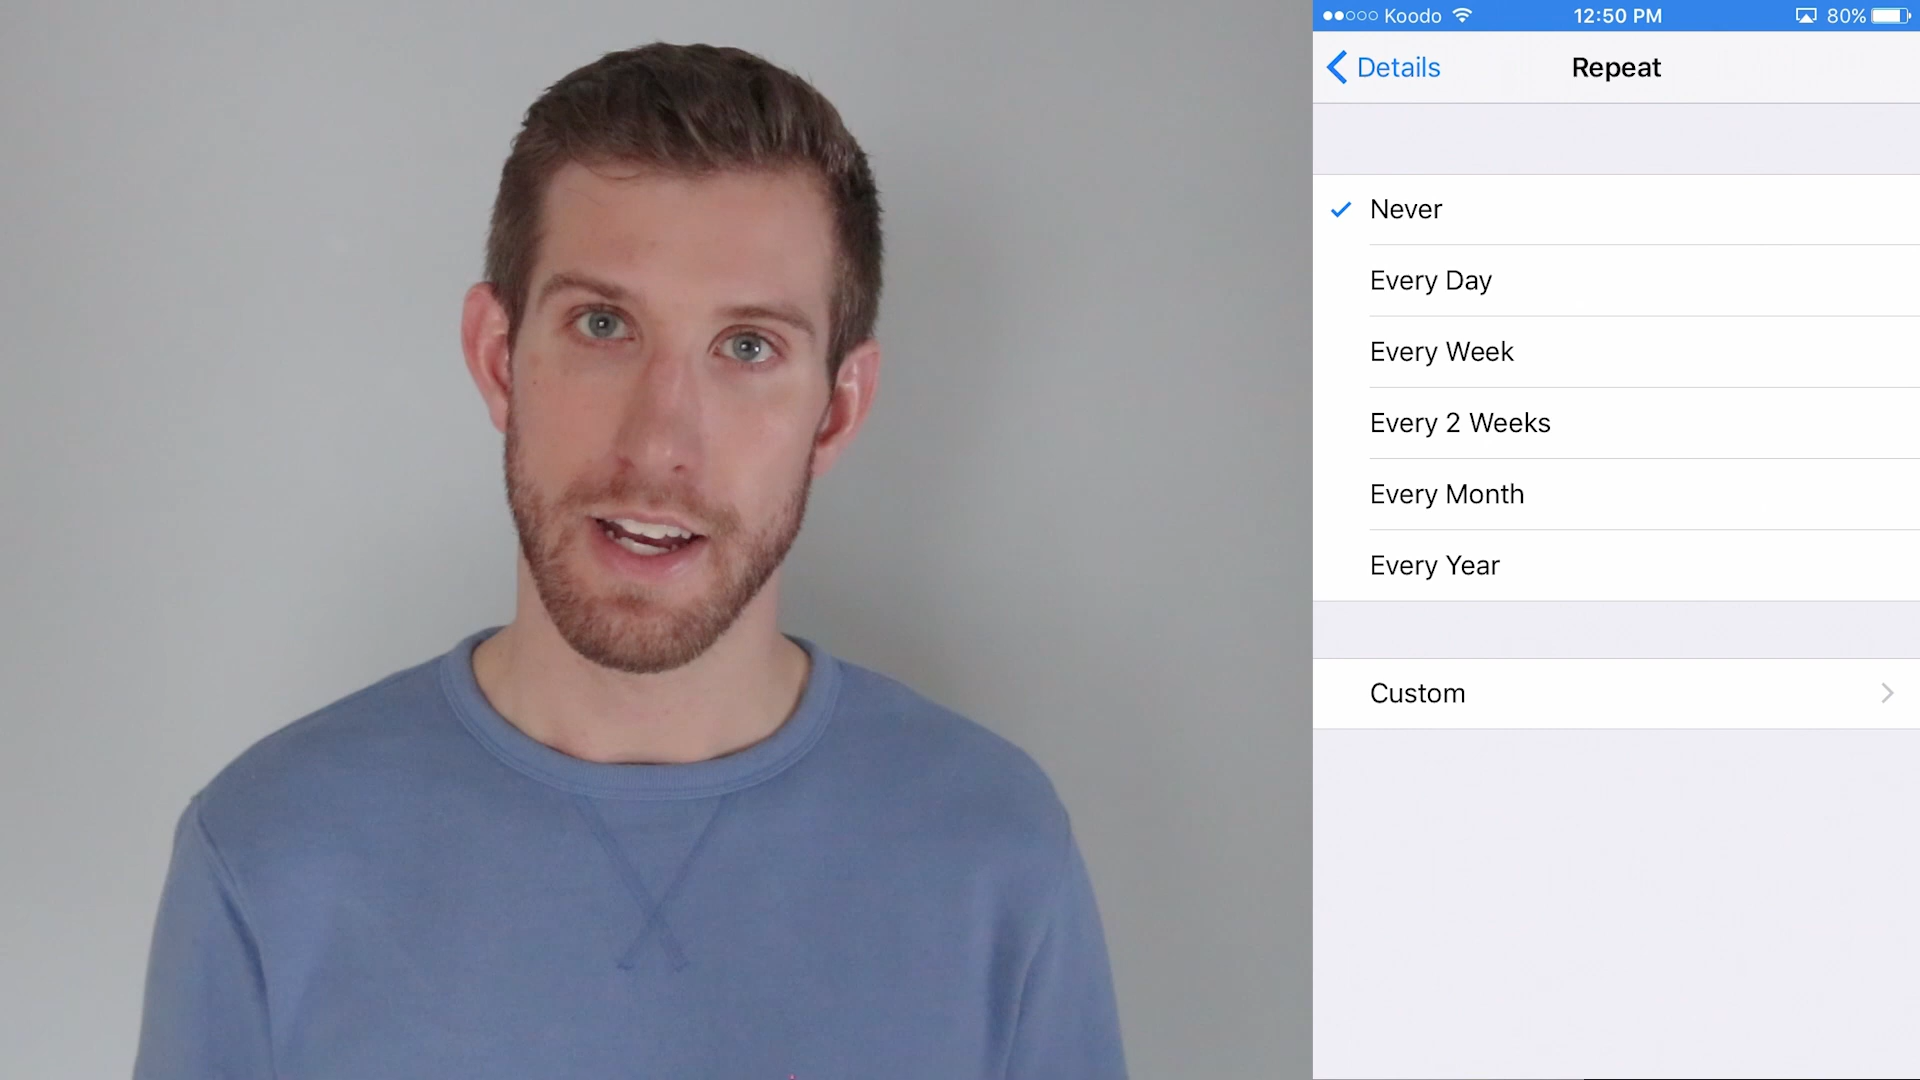 Koodo 12:50 PM 80%
Details Repeat
Never
Every Day
Every Week
Every 2 Weeks
Every Month
Every Year
Custom